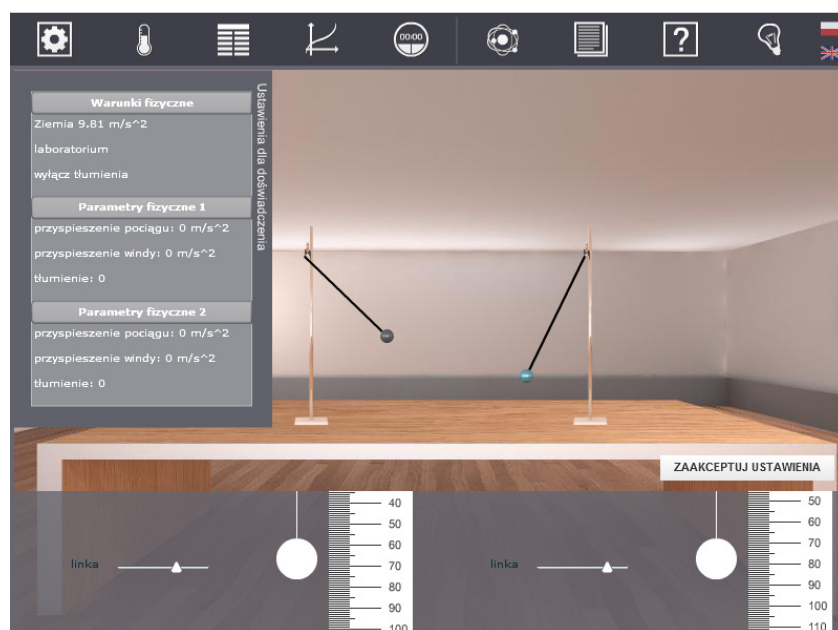 00:00
?
Ustawienia dla doświadczenia
Warunki fizyczne
Ziemia 9.81 m/s^2
laboratorium
wyłącz tłumienia
Parametry fizyczne 1
przyspieszenie pociągu: 0 m/s^2
przyspieszenie windy: 0 m/s^2
tłumienie: 0
Parametry fizyczne 2
przyspieszenie pociągu: 0 m/s^2
przyspieszenie windy: 0 m/s^2
tłumienie: 0
ZAAKCEPTUJ USTAWIENIA
linka
40
50
60
70
80
90
100
linka
50
60
70
80
90
100
110